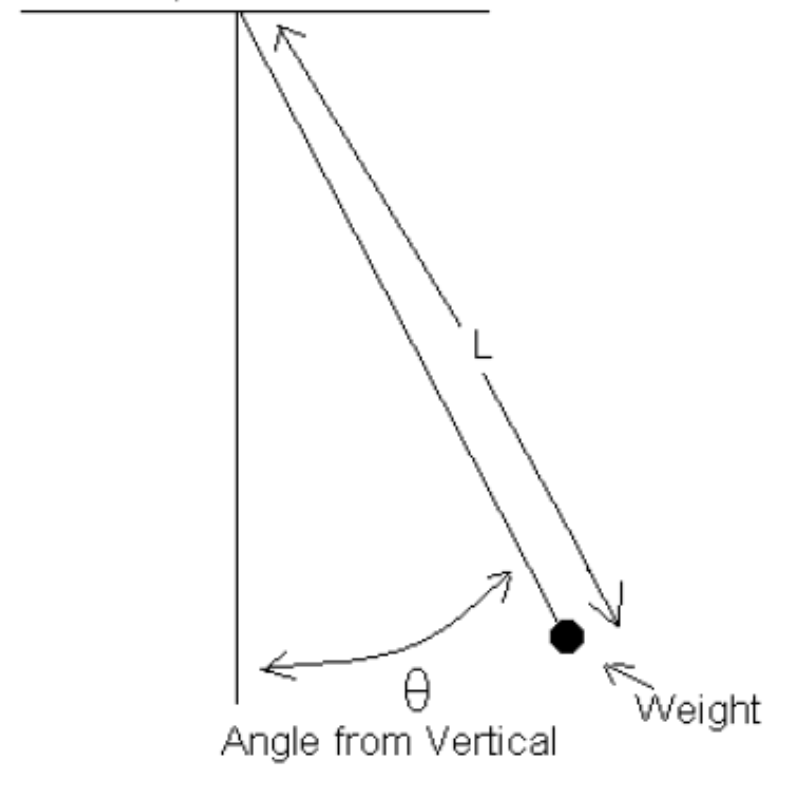 L
θ
Weight
Angle from Vertical